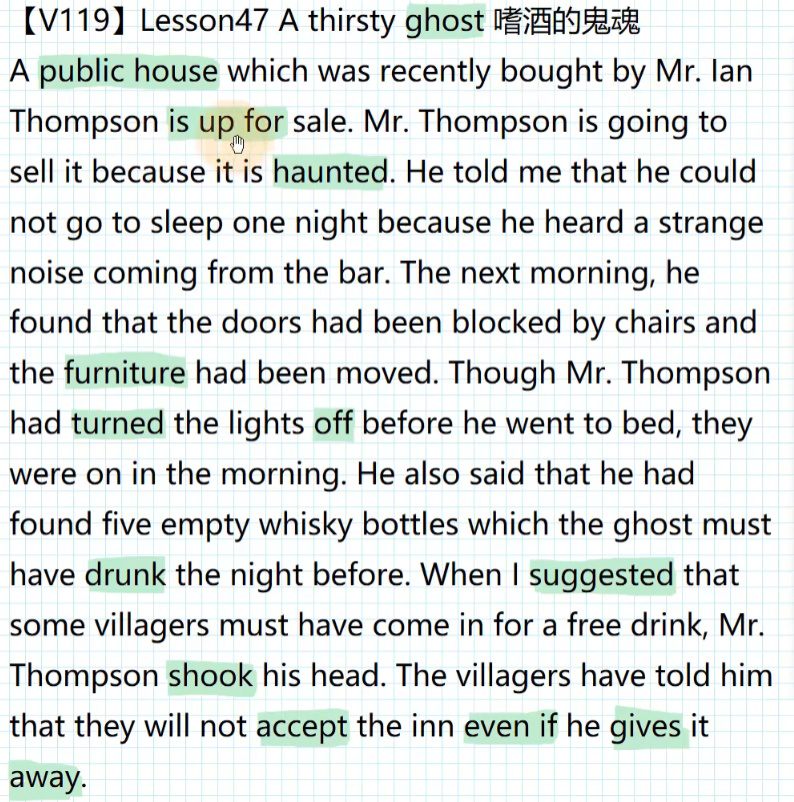 【V119】Lesson47 A thirsty ghost 嗜酒的鬼魂
A public house which was recently bought by Mr. Ian
Thompson is up for sale. Mr. Thompson is going to
sell it because it is haunted. He told me that he could
not go to sleep one night because he heard a strange
noise coming from the bar. The next morning, he
found that the doors had been blocked by chairs and
the furniture had been moved. Though Mr. Thompson
had turned the lights off before he went to bed, they
were on in the morning. He also said that he had
found five empty whisky bottles which the ghost must
have drunk the night before. When I suggested that
some villagers must have come in for a free drink, Mr.
Thompson shook his head. The villagers have told him
that they will not accept the inn even if he gives it
away.